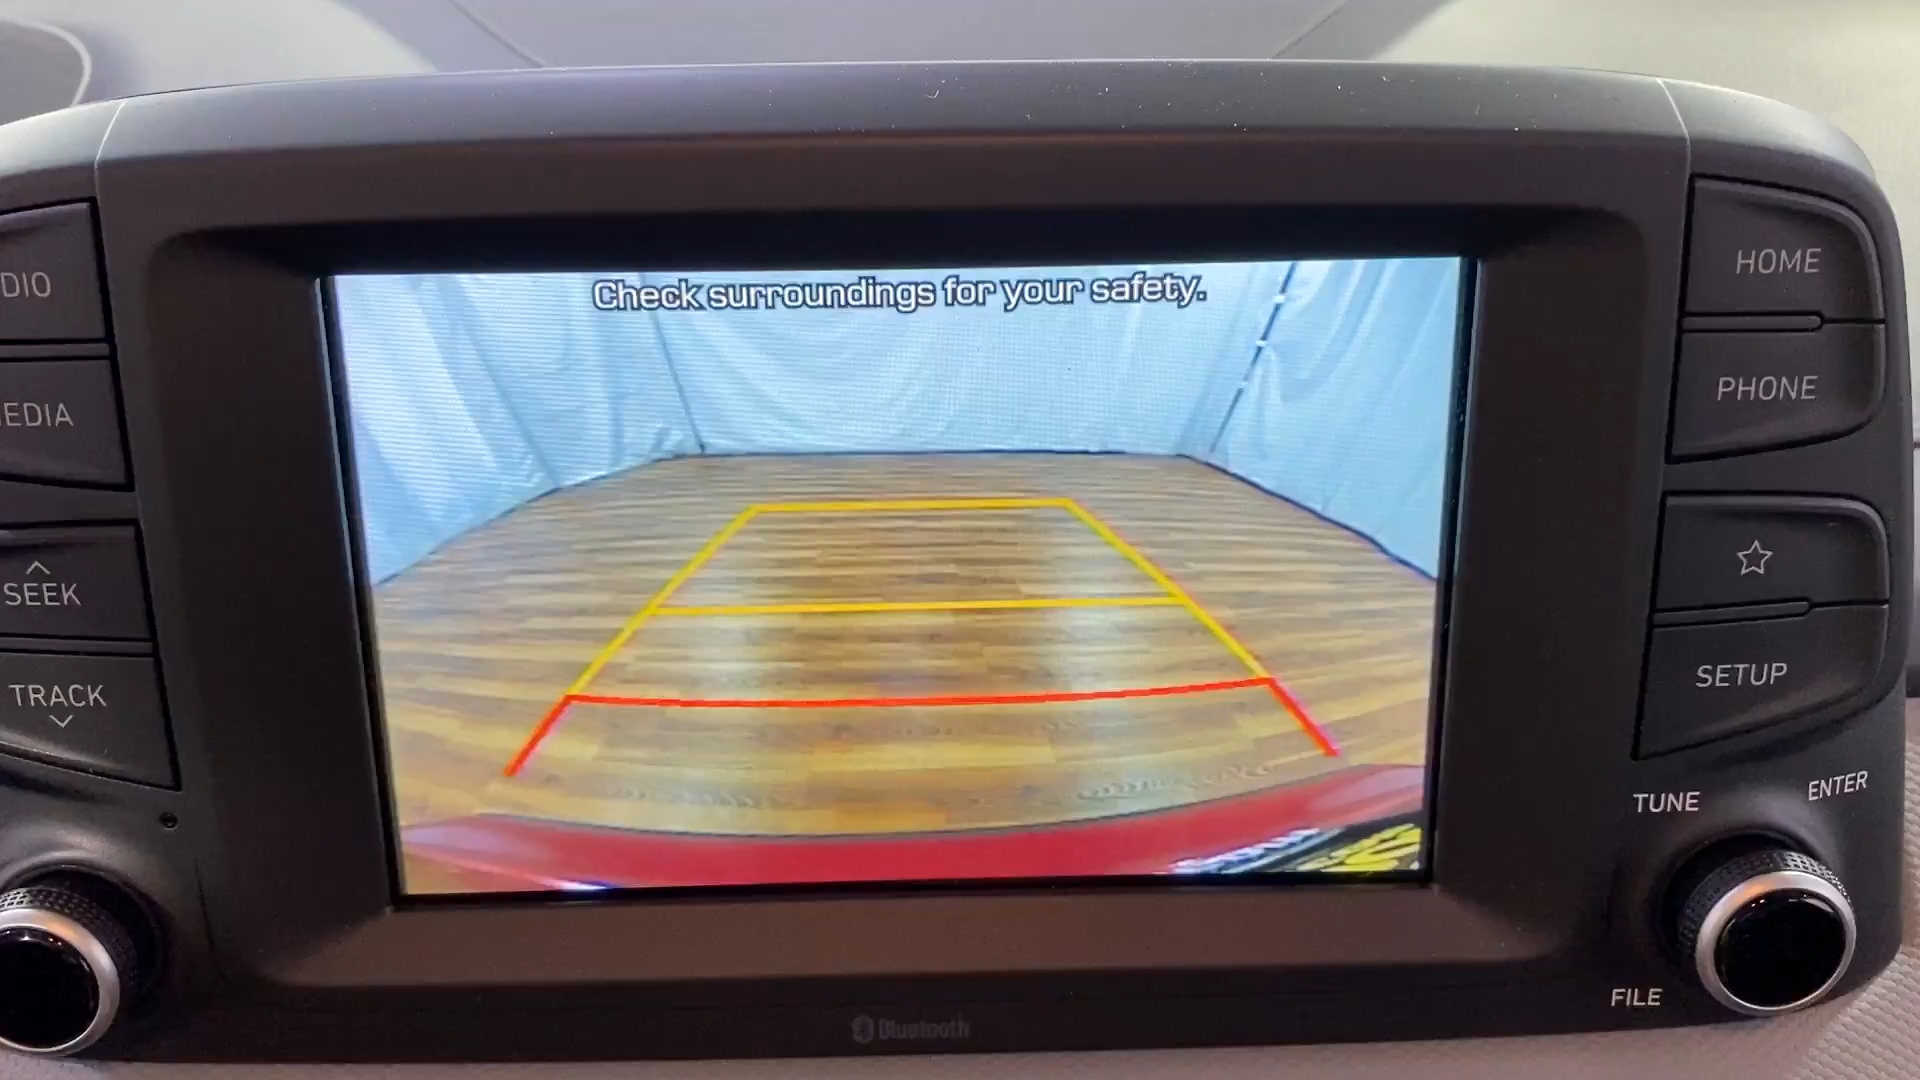 Check surroundings for your safety.
DIO
EDIA
SEEK
TRACK
HOME
PHONE
SETUP
TUNE
ENTER
FILE
Bluetooth